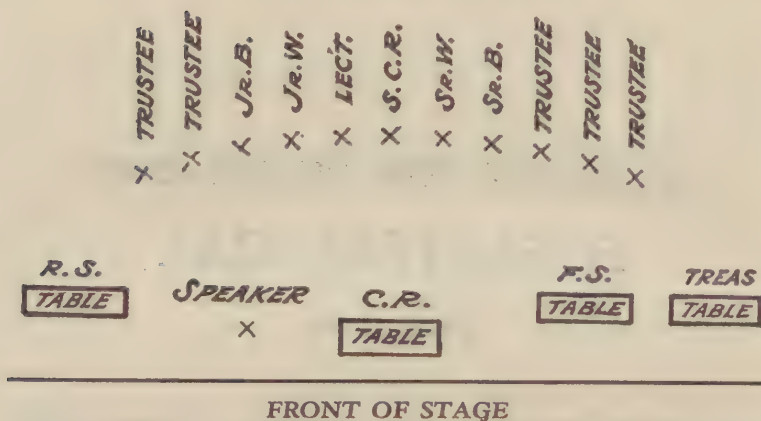 TRUSTEE
TRUSTEE
JR.B.
JR.W.
LECT.
S.C.R.
SR.W.
SR.B.
TRUSTEE
TRUSTEE
TRUSTEE
R.S.
TABLE
SPEAKER
C.R.
TABLE
F.S.
TABLE
TREAS
TABLE
FRONT OF STAGE